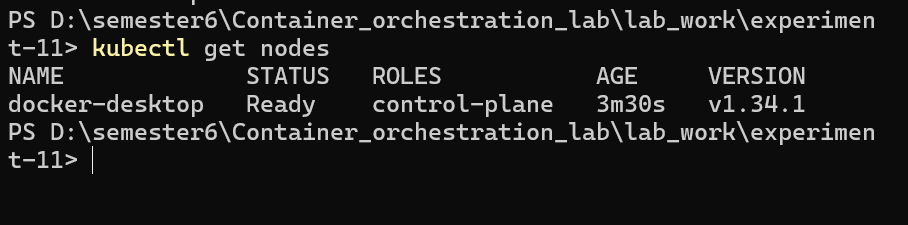 PS D:\semester6\Container_orchestration_lab\lab_work\experimen
t-11> kubectl get nodes
NAME             STATUS   ROLES           AGE     VERSION
docker-desktop   Ready    control-plane   3m30s   v1.34.1
PS D:\semester6\Container_orchestration_lab\lab_work\experimen
t-11>